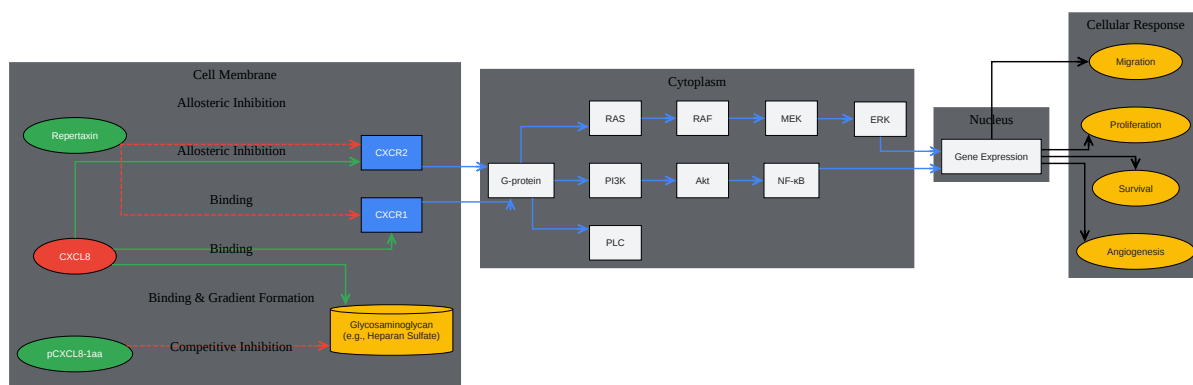 Cell Membrane
Allosteric Inhibition
Repertaxin
Allosteric Inhibition
CXCR2
Binding
CXCR1
CXCL8
Binding
Binding & Gradient Formation
Glycosaminoglycan
(e.g., Heparan Sulfate)
pCXCL8-1aa
Competitive Inhibition
Cytoplasm
RAS
RAF
MEK
ERK
G-protein
PI3K
Akt
NF-κB
PLC
Nucleus
Gene Expression
Cellular Response
Migration
Proliferation
Survival
Angiogenesis